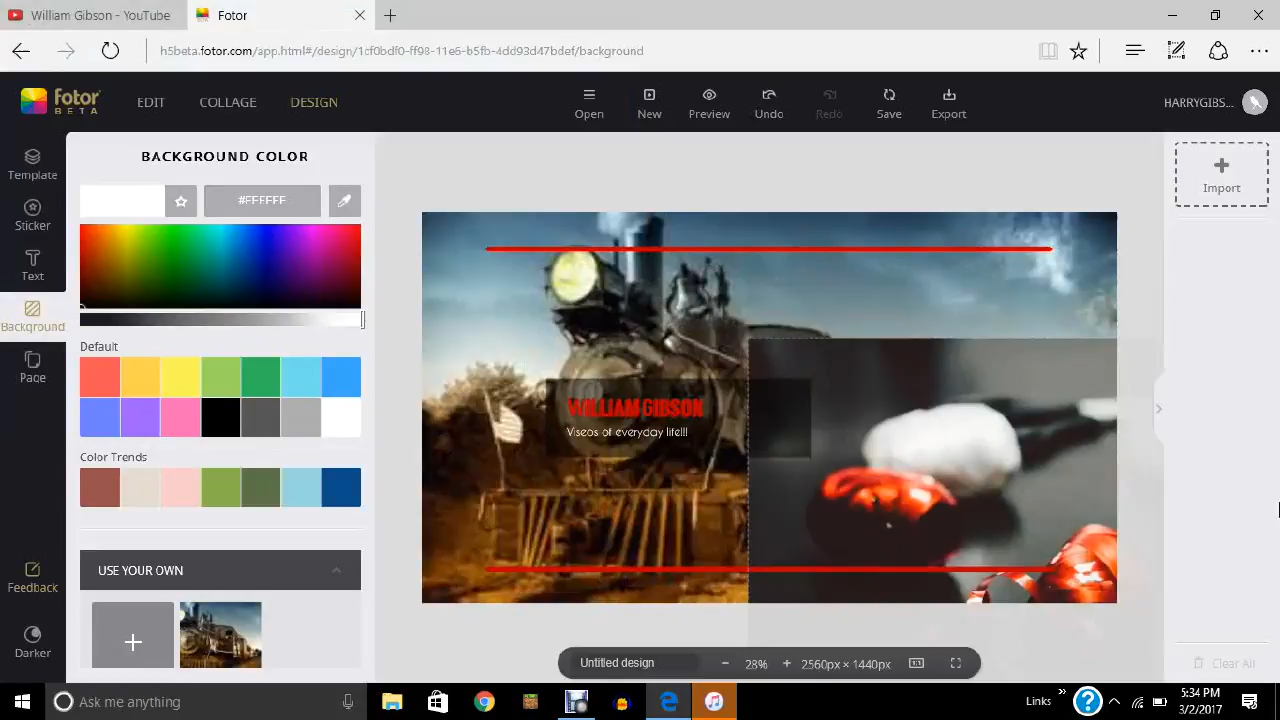 William Gibson - YouTube
Fotor
h5beta.fotor.com/app.html#/design/1cf0bdf0-ff98-11e6-b5fb-4dd93d47bdef/background
fotor
BETA
EDIT
COLLAGE
DESIGN
Open
New
Preview
Undo
Redo
Save
Export
HARRYGIBS...
Template
Sticker
Text
Background
Page
Feedback
Darker
BACKGROUND COLOR
#FFFFFF
Default
Color Trends
USE YOUR OWN
WILLIAM GIBSON
Viseos of everyday life!!!
Import
Clear All
Untitled design
28%
2560px × 1440px
1:1
Ask me anything
Links
5:34 PM
3/2/2017